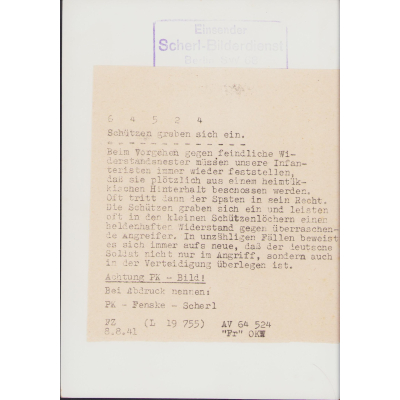 Einsender
Scherl-Bilderdienst
6 4 5 2 4
Schützen graben sich ein.
Beim Vorgehen gegen feindliche Wi-
derstandsnester müssen unsere Infan-
teristen immer wieder feststellen,
daß sie plötzlich aus einem heimtük-
kischen Hinterhalt beschossen werden.
Oft tritt dann der Spaten in sein Recht.
Die Schützen graben sich ein und leisten
oft in den kleinen Schützenlöchern einen
heldenhaften Widerstand gegen überraschen-
de Angreifer. In unzähligen Fällen beweist
es sich immer aufs neue, daß der deutsche
Soldat nicht nur im Angriff, sondern auch
in der Verteidigung überlegen ist.
Achtung PK - Bild!
Bei Abdruck nennen:
PK - Fenske - Scherl
PZ (L 19 755) AV 64 524
8.8.41 "Fr" OKW